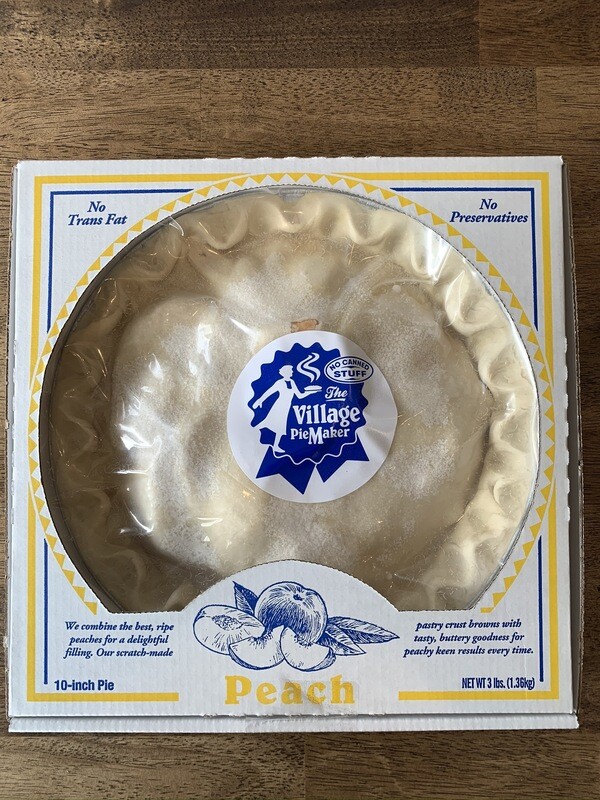 No
Trans Fat
No
Preservatives
NO CANNED
STUFF
The
Village
PieMaker
We combine the best, ripe
peaches for a delightful
filling. Our scratch-made
pastry crust browns with
tasty, buttery goodness for
peachy keen results every time.
10-inch Pie
Peach
NET WT 3 lbs. (1.36kg)